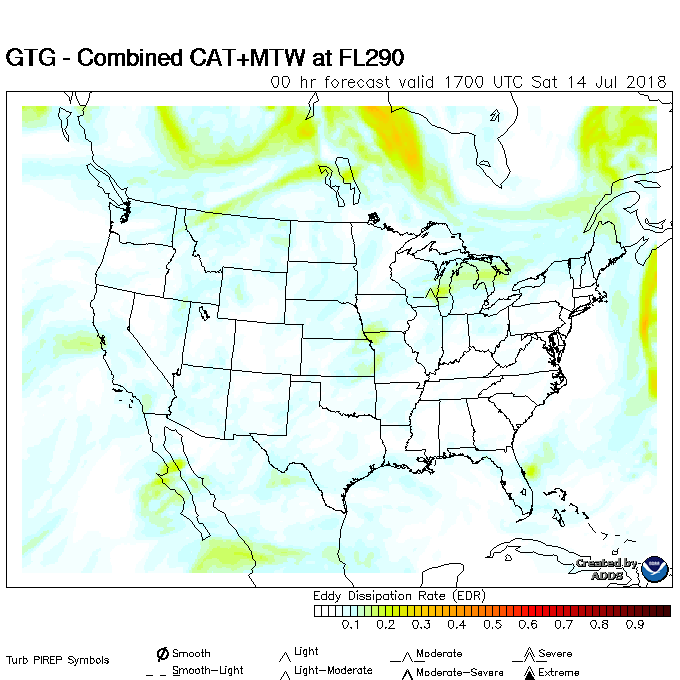 GTG - Combined CAT+MTW at FL290
00 hr forecast valid 1700 UTC Sat 14 Jul 2018
Created by
ADDS
Eddy Dissipation Rate (EDR)
0.1 0.2 0.3 0.4 0.5 0.6 0.7 0.8 0.9
Turb PIREP Symbols
Smooth Light Moderate Severe
Smooth-Light Light-Moderate Moderate-Severe Extreme